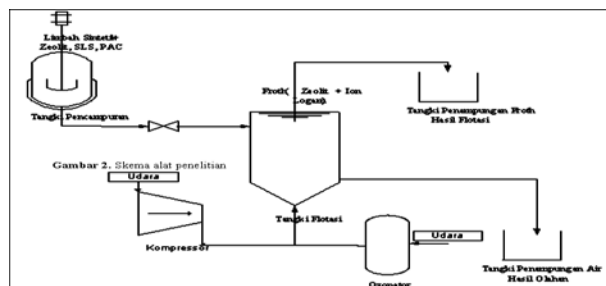 Limbah Sintetis+
Zeolit, SLS, PAC
Tangki Pencampuran
Froth( Zeolit + Ion
Logam)
Tangki Penampungan Froth
Hasil Flotasi
Gambar 2. Skema alat penelitian
Udara
Kompressor
Tangki Flotasi
Udara
Ozonator
Tangki Penampungan Air
Hasil Olahan